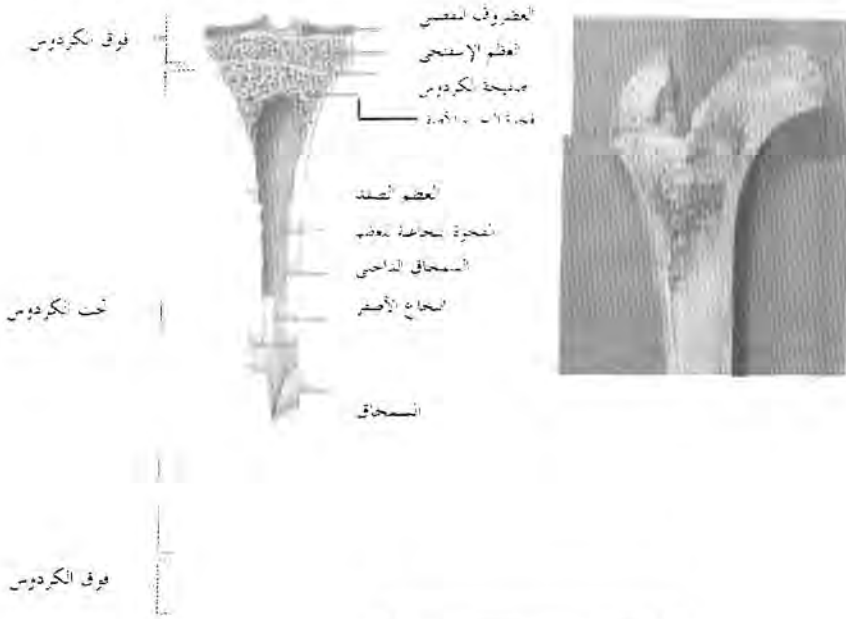 الغضروف المفصلي
العظم الإسفنجي
صفيحة الكردوس
العظم الصلد
الفجوة النخاعية للعظم
السمحاق الداخلي
النخاع الأصفر
السمحاق
فوق الكردوس
تحت الكردوس
فوق الكردوس